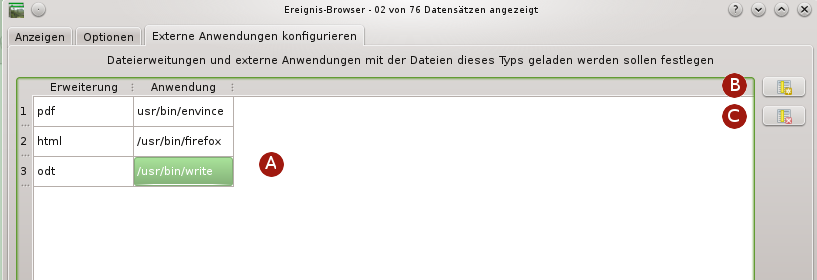 Ereignis-Browser - 02 von 76 Datensätzen angezeigt
Anzeigen Optionen Externe Anwendungen konfigurieren
Dateierweitungen und externe Anwendungen mit der Dateien dieses Typs geladen werden sollen festlegen
Erweiterung Anwendung B
1 pdf usr/bin/envince C
2 html /usr/bin/firefox
3 odt /usr/bin/write A